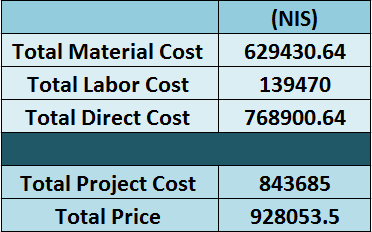 (NIS)
Total Material Cost 629430.64
Total Labor Cost 139470
Total Direct Cost 768900.64
Total Project Cost 843685
Total Price 928053.5